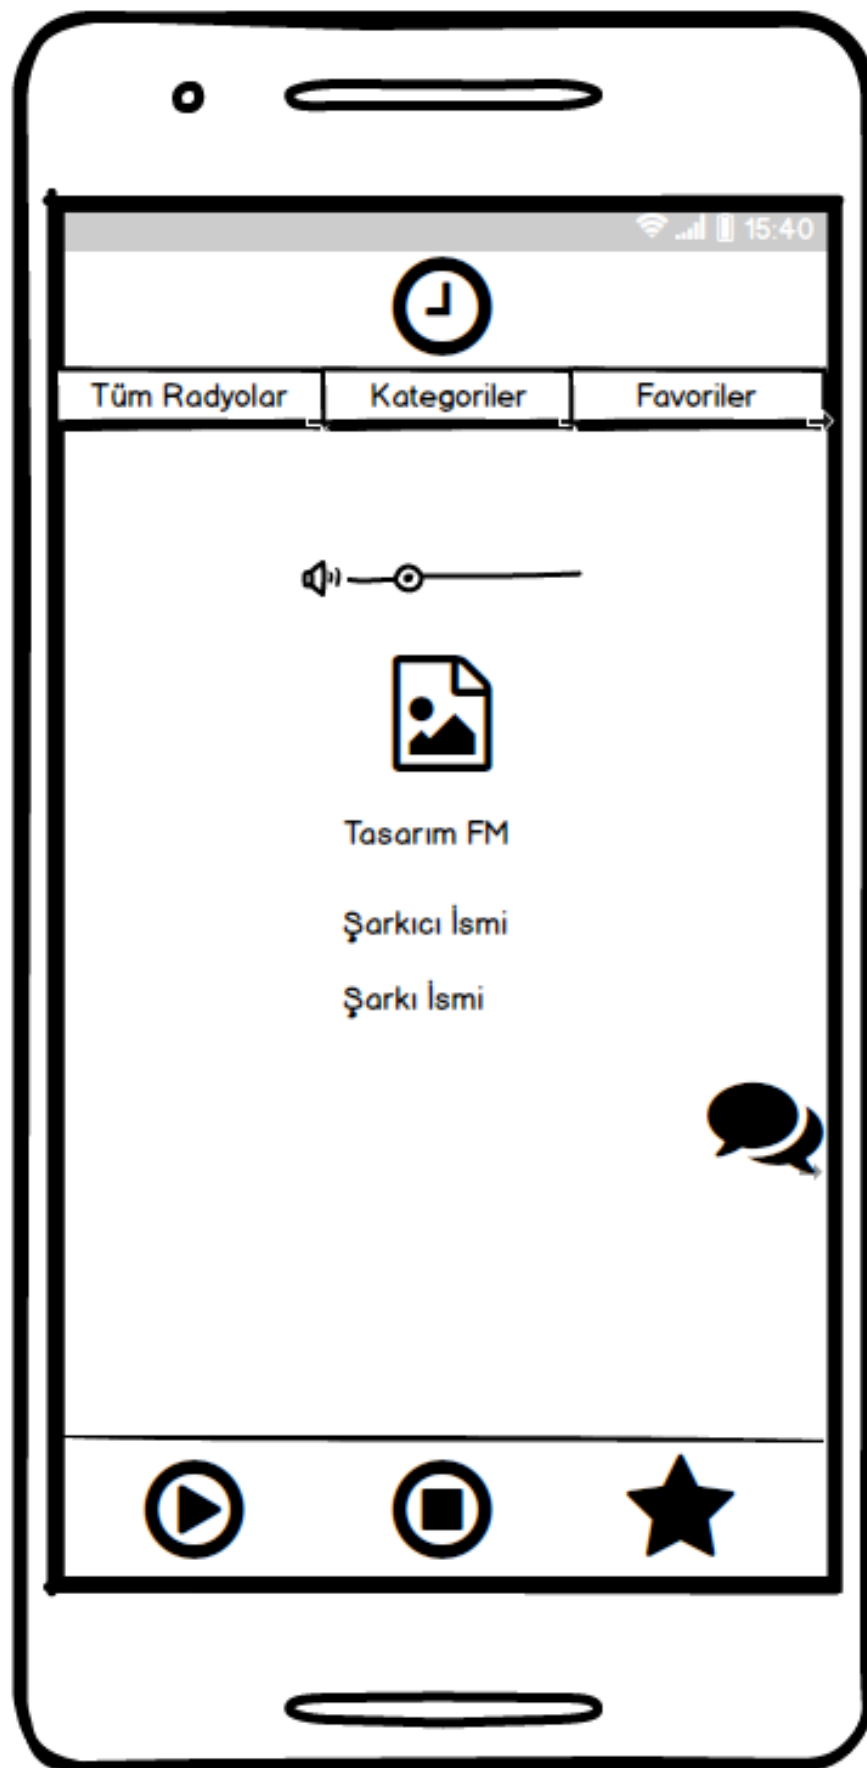 15:40
Tüm Radyolar Kategoriler Favoriler
Tasarım FM
Şarkıcı İsmi
Şarkı İsmi